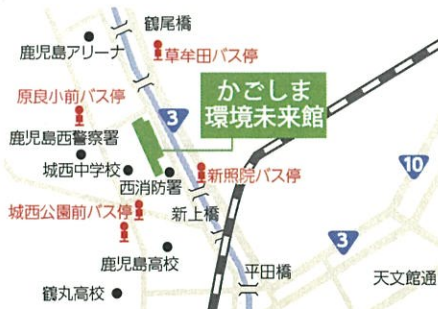 鶴尾橋
鹿児島アリーナ
草牟田バス停
原良小前バス停
かごしま
環境未来館
3
鹿児島西警察署
城西中学校
西消防署
新照院バス停
10
城西公園前バス停
新上橋
3
鹿児島高校
平田橋
天文館通
鶴丸高校